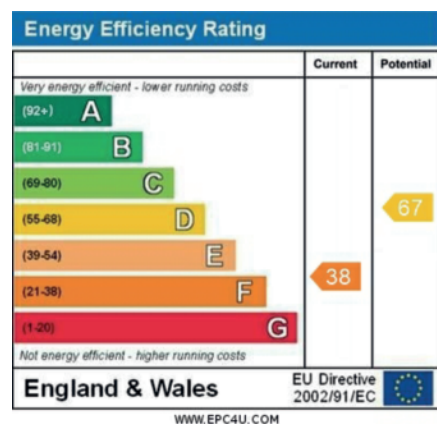 Energy Efficiency Rating
Current Potential
Very energy efficient - lower running costs
(92+) A
(81-91) B
(69-80) C
(55-68) D
67
(39-54) E
38
(21-38) F
(1-20) G
Not energy efficient - higher running costs
England & Wales
EU Directive
2002/91/EC
WWW.EPC4U.COM